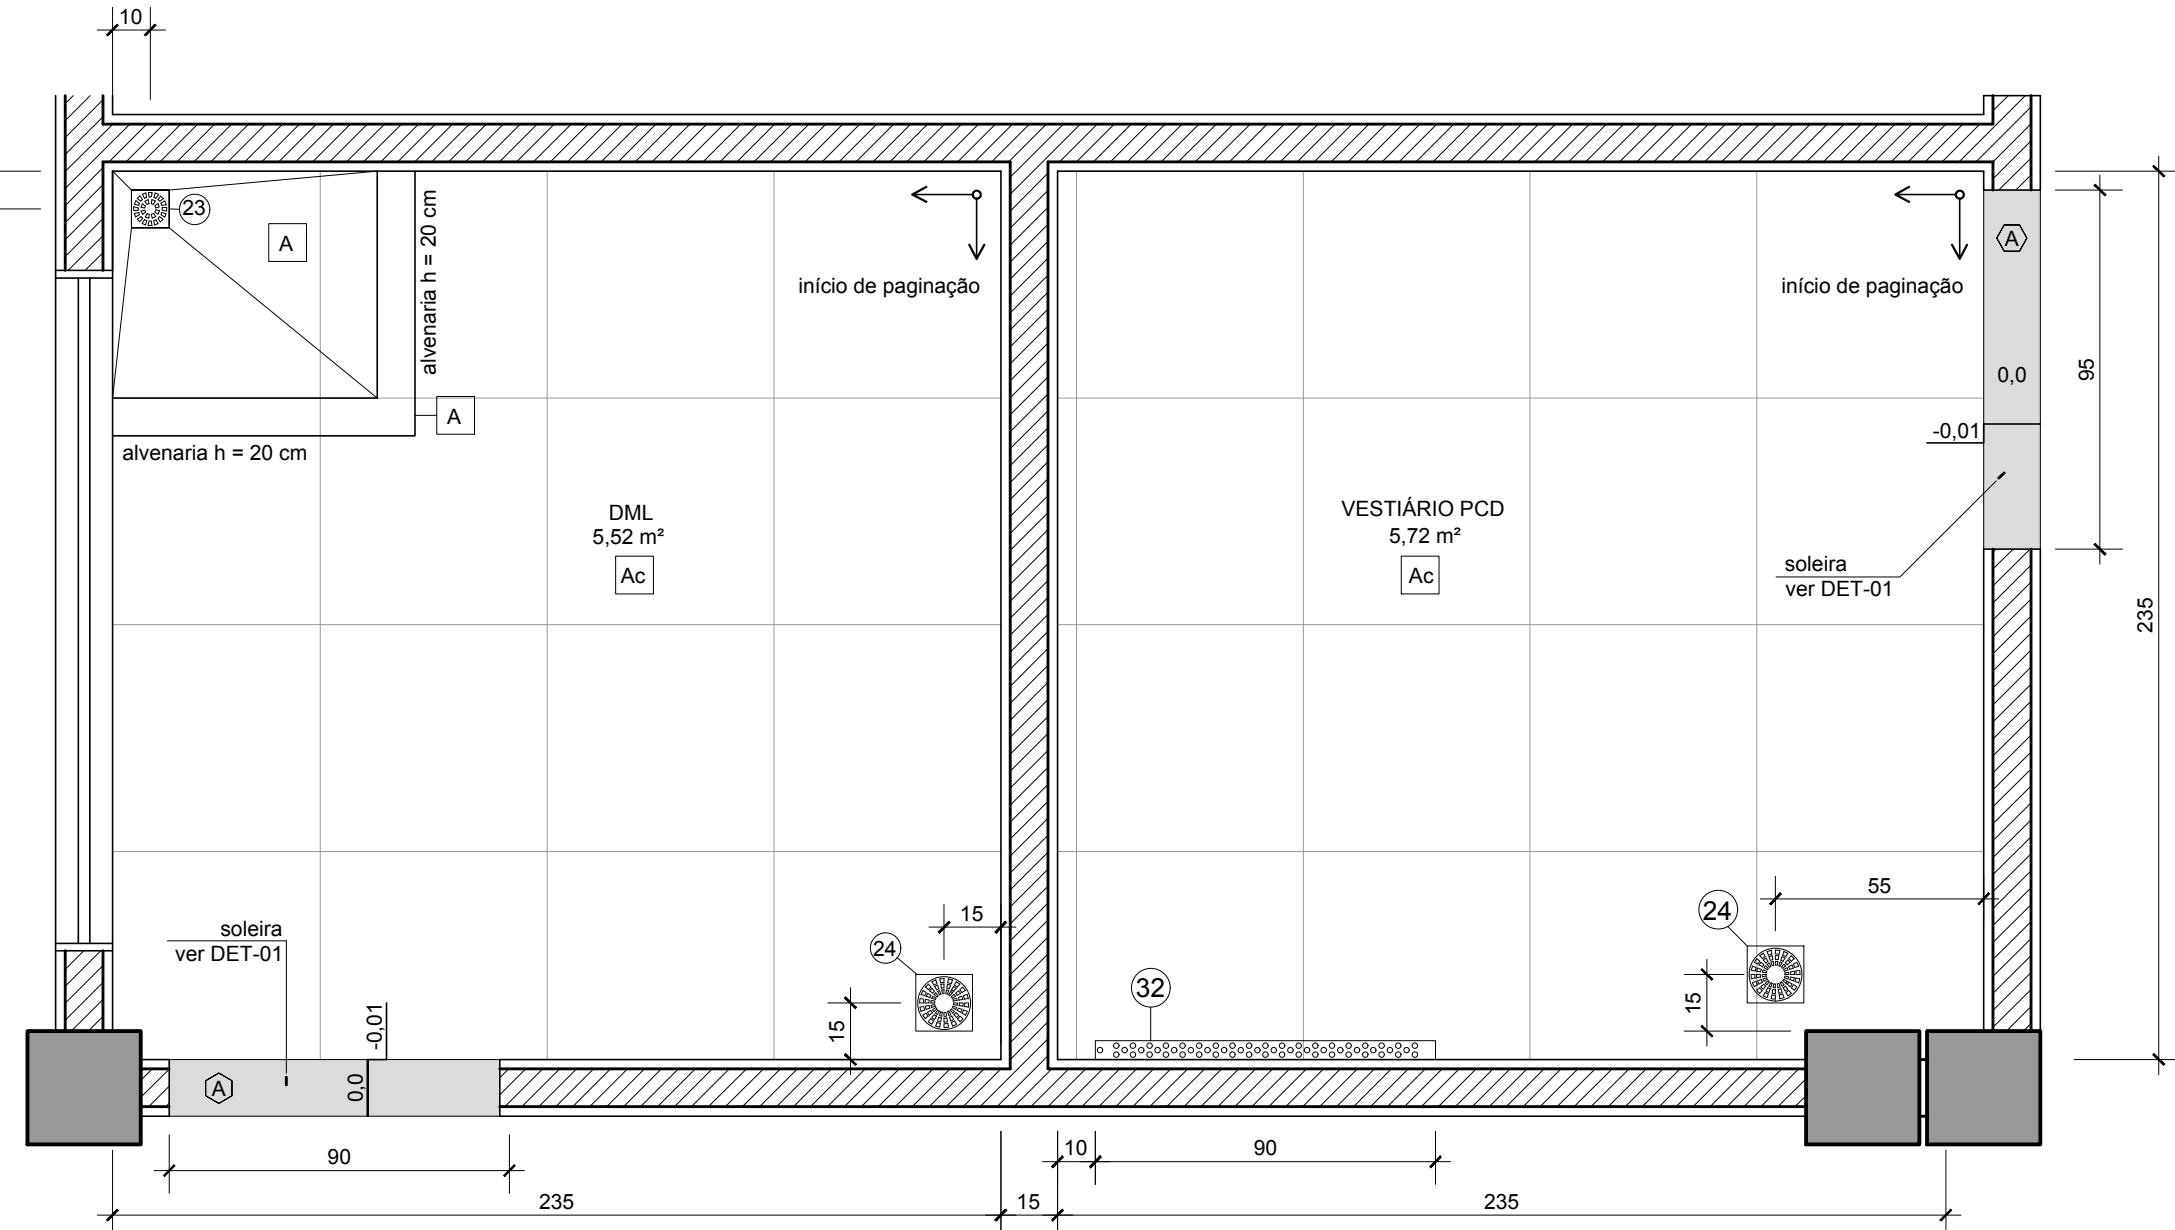 10
23
A
alvenaria h = 20 cm
início de paginação
início de paginação
A
0,0
95
-0,01
A
alvenaria h = 20 cm
DML
5,52 m²
Ac
VESTIÁRIO PCD
5,72 m²
Ac
soleira
ver DET-01
235
55
15
24
24
soleira
ver DET-01
32
15
15
-0,01
0,0
A
90
10
90
235
15
235